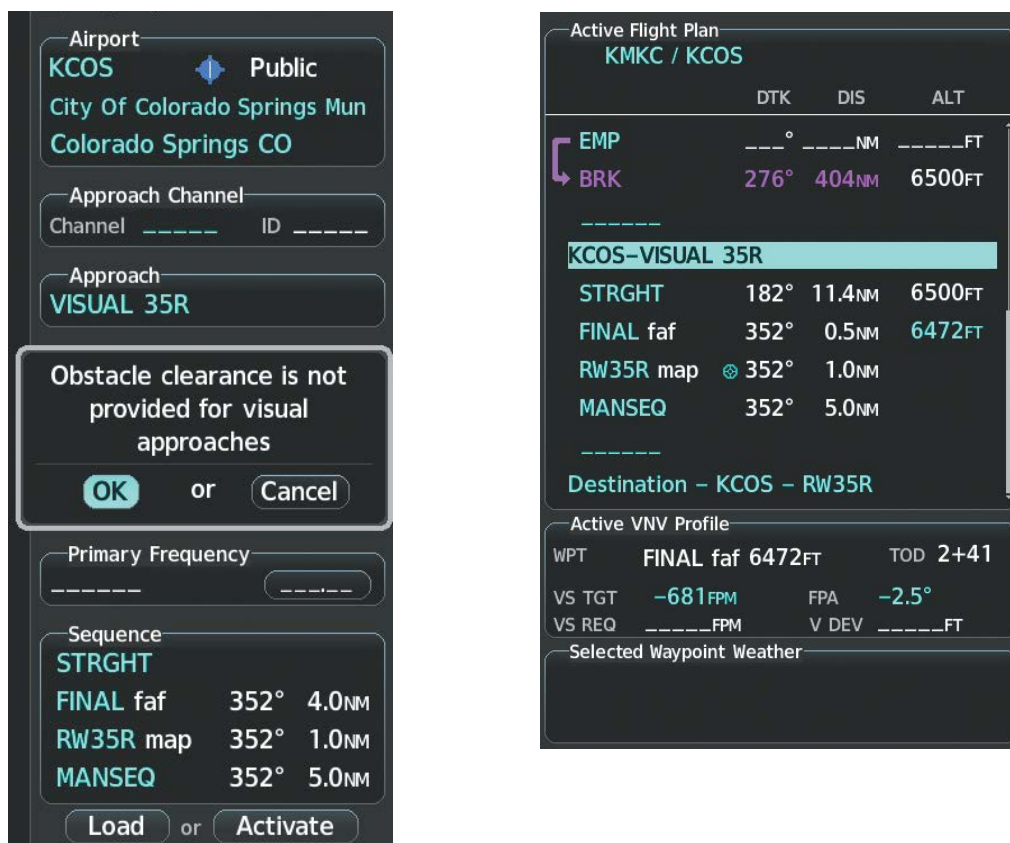 Airport
KCOS Public
City Of Colorado Springs Mun
Colorado Springs CO
Approach Channel
Channel _____ ID _____
Approach
VISUAL 35R
Obstacle clearance is not
provided for visual
approaches
OK or Cancel
Primary Frequency
______ ___.__
Sequence
STRGHT
FINAL faf 352° 4.0NM
RW35R map 352° 1.0NM
MANSEQ 352° 5.0NM
Load or Activate
Active Flight Plan
KMKC / KCOS
DTK DIS ALT
EMP ___° ____NM _____FT
BRK 276° 404NM 6500FT
______
KCOS–VISUAL 35R
STRGHT 182° 11.4NM 6500FT
FINAL faf 352° 0.5NM 6472FT
RW35R map 352° 1.0NM
MANSEQ 352° 5.0NM
______
Destination – KCOS – RW35R
Active VNV Profile
WPT FINAL faf 6472FT TOD 2+41
VS TGT –681FPM FPA –2.5°
VS REQ _____FPM V DEV _____FT
Selected Waypoint Weather